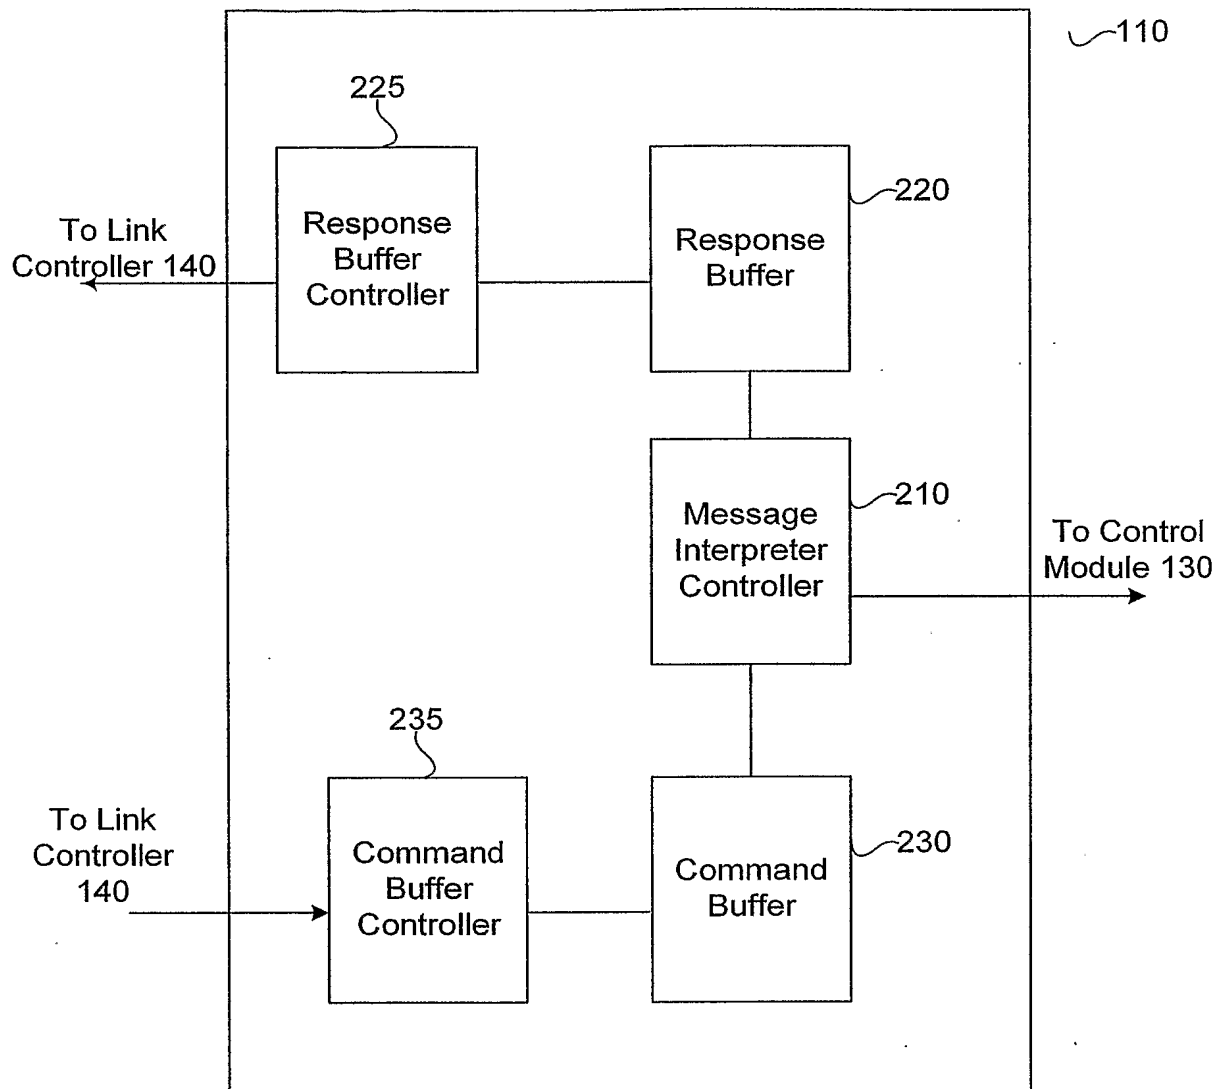 110
225
Response
Buffer
Controller
220
Response
Buffer
To Link
Controller 140
210
Message
Interpreter
Controller
To Control
Module 130
235
Command
Buffer
Controller
To Link
Controller
140
230
Command
Buffer